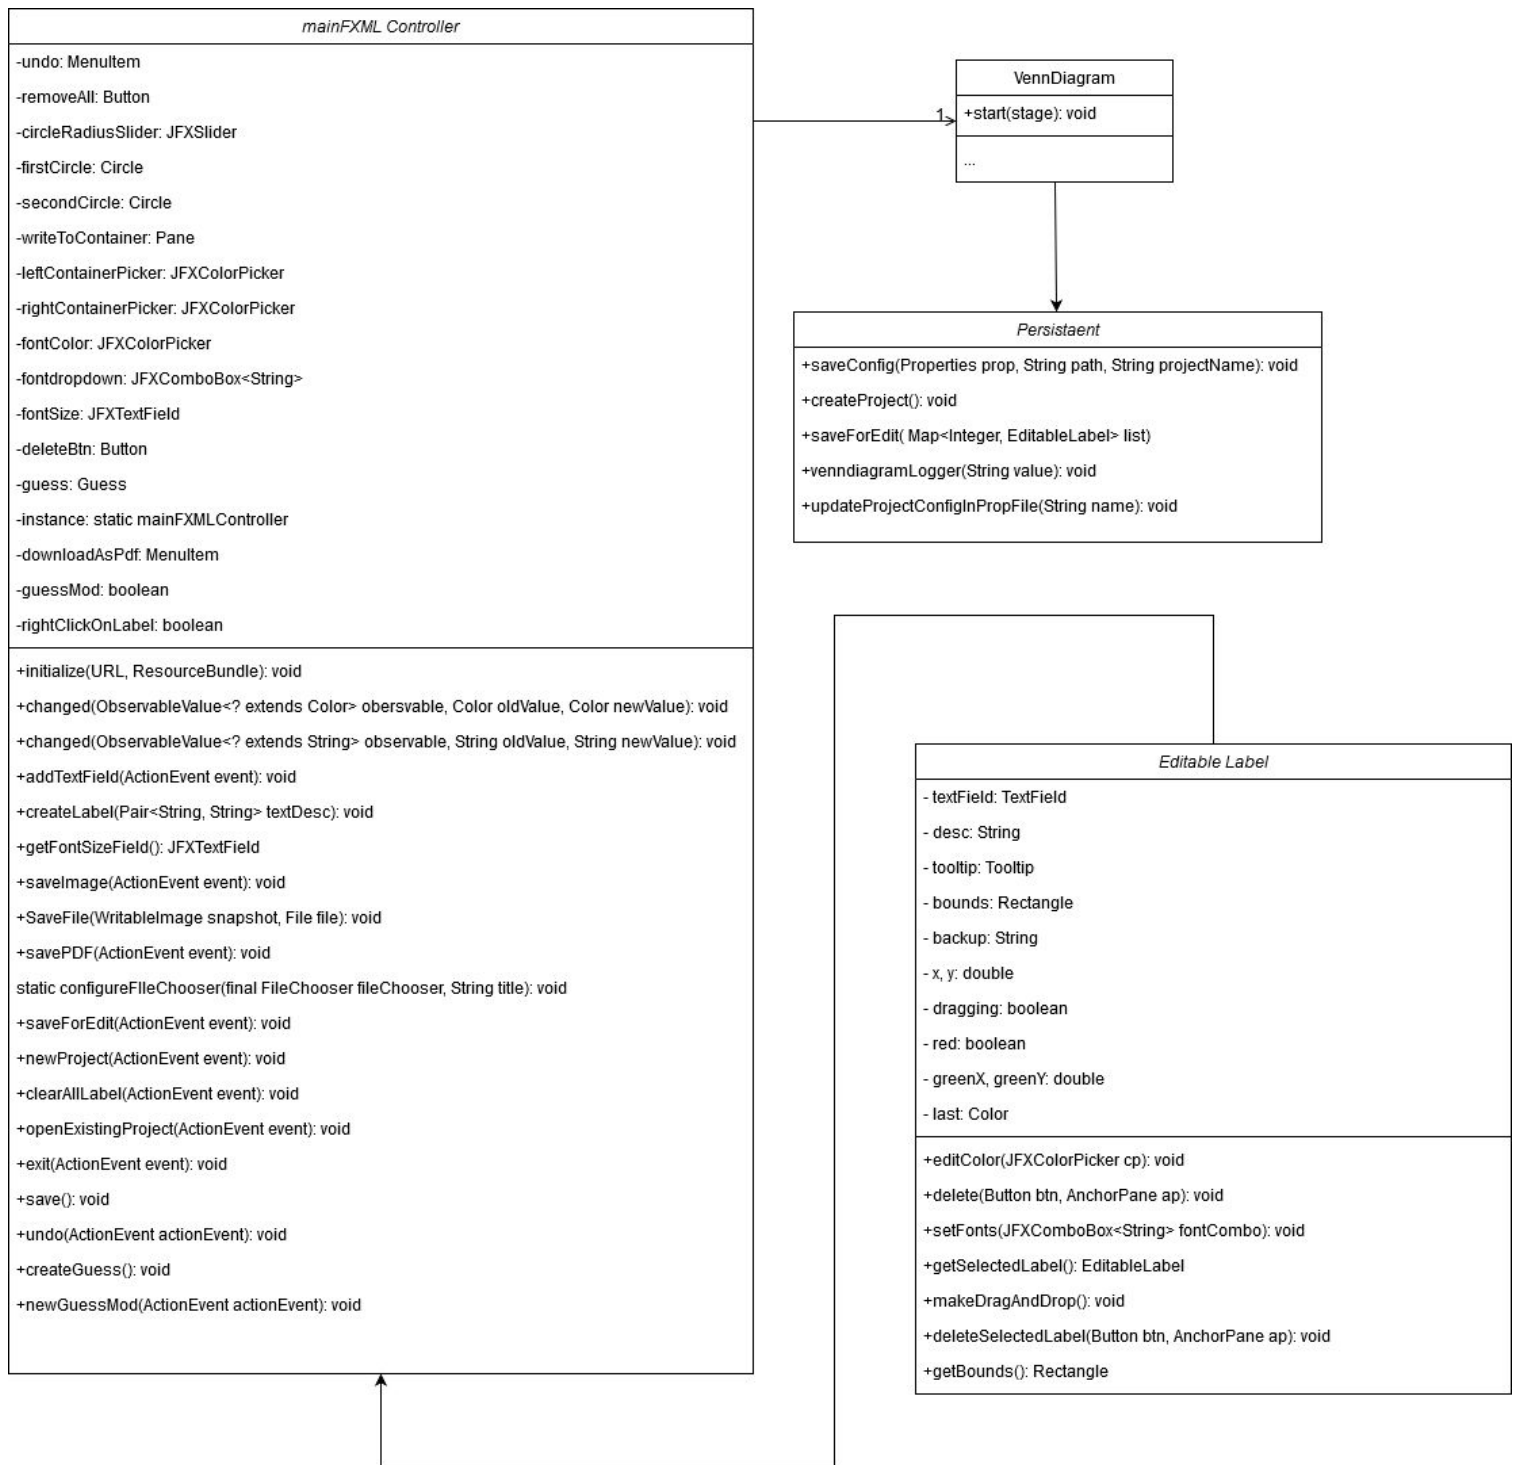 mainFXML Controller
-undo: MenuItem
-removeAll: Button
-circleRadiusSlider: JFXSlider
-firstCircle: Circle
-secondCircle: Circle
-writeToContainer: Pane
-leftContainerPicker: JFXColorPicker
-rightContainerPicker: JFXColorPicker
-fontColor: JFXColorPicker
-fontdropdown: JFXComboBox<String>
-fontSize: JFXTextField
-deleteBtn: Button
-guess: Guess
-instance: static mainFXMLController
-downloadAsPdf: MenuItem
-guessMod: boolean
-rightClickOnLabel: boolean
+initialize(URL, ResourceBundle): void
+changed(ObservableValue<? extends Color> obersvable, Color oldValue, Color newValue): void
+changed(ObservableValue<? extends String> observable, String oldValue, String newValue): void
+addTextField(ActionEvent event): void
+createLabel(Pair<String, String> textDesc): void
+getFontSizeField(): JFXTextField
+saveImage(ActionEvent event): void
+SaveFile(WritableImage snapshot, File file): void
+savePDF(ActionEvent event): void
static configureFIleChooser(final FileChooser fileChooser, String title): void
+saveForEdit(ActionEvent event): void
+newProject(ActionEvent event): void
+clearAllLabel(ActionEvent event): void
+openExistingProject(ActionEvent event): void
+exit(ActionEvent event): void
+save(): void
+undo(ActionEvent actionEvent): void
+createGuess(): void
+newGuessMod(ActionEvent actionEvent): void
1
VennDiagram
+start(stage): void
...
Persistaent
+saveConfig(Properties prop, String path, String projectName): void
+createProject(): void
+saveForEdit( Map<Integer, EditableLabel> list)
+venndiagramLogger(String value): void
+updateProjectConfigInPropFile(String name): void
Editable Label
- textField: TextField
- desc: String
- tooltip: Tooltip
- bounds: Rectangle
- backup: String
- x, y: double
- dragging: boolean
- red: boolean
- greenX, greenY: double
- last: Color
+editColor(JFXColorPicker cp): void
+delete(Button btn, AnchorPane ap): void
+setFonts(JFXComboBox<String> fontCombo): void
+getSelectedLabel(): EditableLabel
+makeDragAndDrop(): void
+deleteSelectedLabel(Button btn, AnchorPane ap): void
+getBounds(): Rectangle